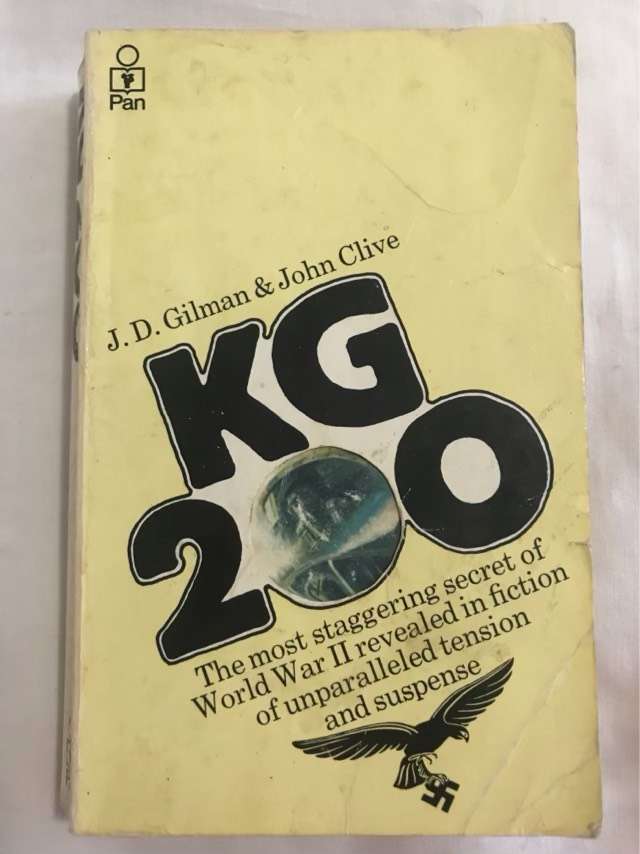 Pan
J. D. Gilman & John Clive
KG
200
The most staggering secret of
World War II revealed in fiction
of unparalleled tension
and suspense